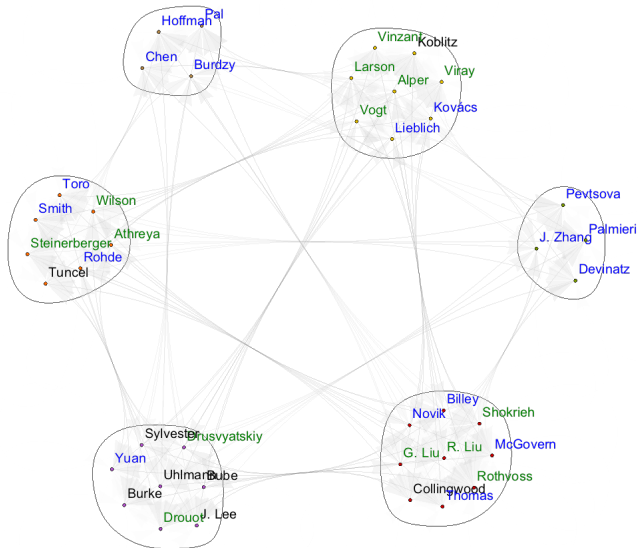 Hoffman
Pal
Chen
Burdzy
Vinzant
Koblitz
Larson
Alper
Viray
Vogt
Kovács
Lieblich
Toro
Smith
Wilson
Steinerberger
Athreya
Rohde
Tuncel
Pevtsova
J. Zhang
Palmieri
Devinatz
Sylvester
Drusvyatskiy
Yuan
Uhlmann
Bube
Burke
Drouot
J. Lee
Novik
Billey
Shokrieh
G. Liu
R. Liu
McGovern
Rothvoss
Collingwood
Thomas